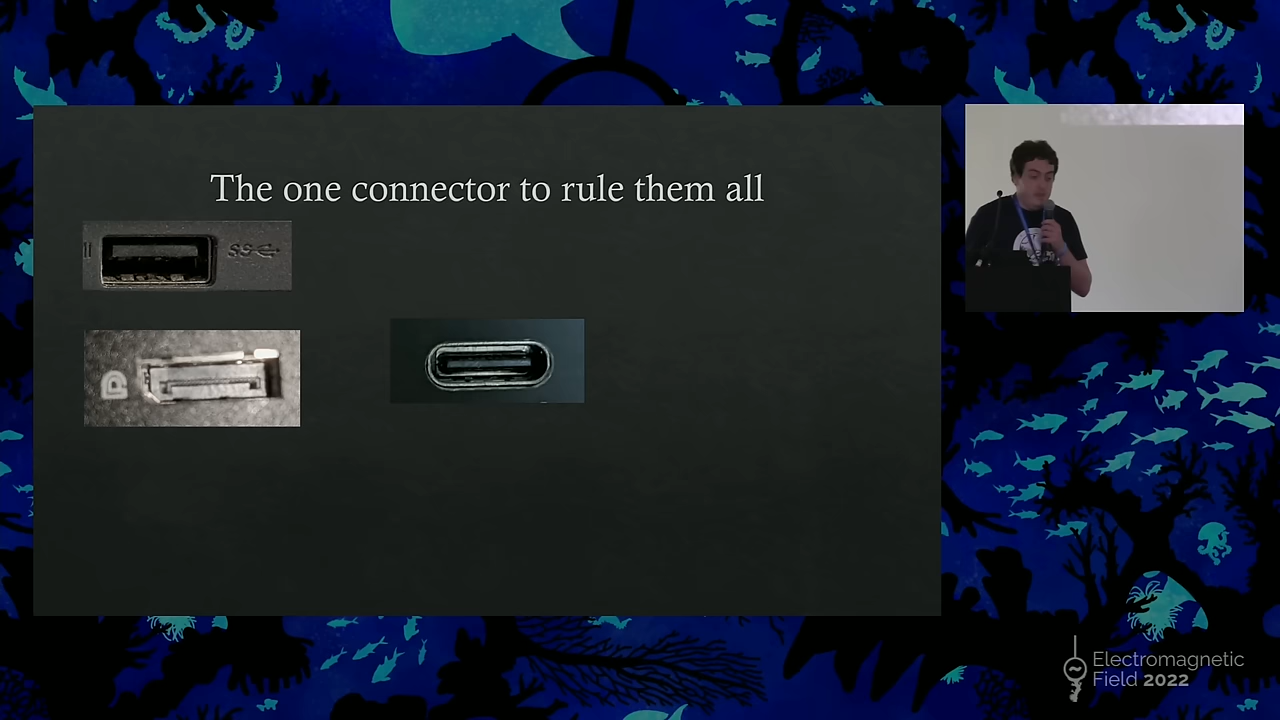 The one connector to rule them all
SS
Electromagnetic
Field 2022